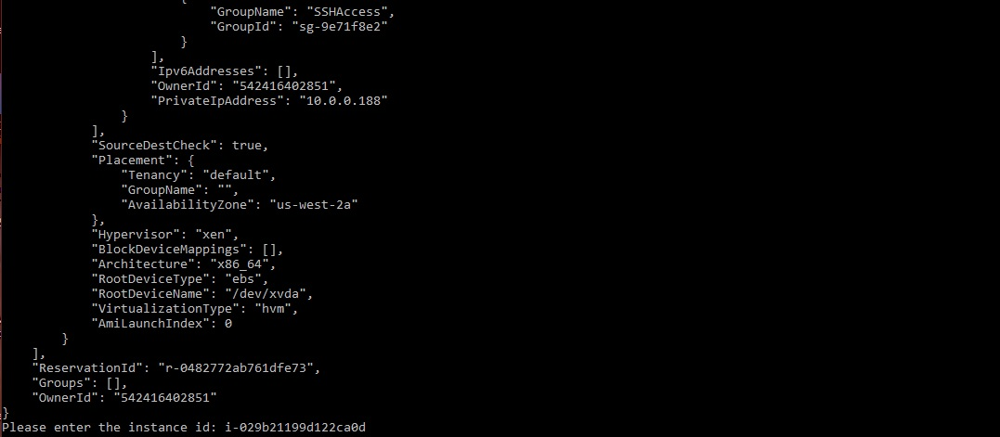 {
"GroupName": "SSHAccess",
"GroupId": "sg-9e71f8e2"
}
],
"Ipv6Addresses": [],
"OwnerId": "542416402851",
"PrivateIpAddress": "10.0.0.188"
}
],
"SourceDestCheck": true,
"Placement": {
"Tenancy": "default",
"GroupName": "",
"AvailabilityZone": "us-west-2a"
},
"Hypervisor": "xen",
"BlockDeviceMappings": [],
"Architecture": "x86_64",
"RootDeviceType": "ebs",
"RootDeviceName": "/dev/xvda",
"VirtualizationType": "hvm",
"AmiLaunchIndex": 0
}
],
"ReservationId": "r-0482772ab761dfe73",
"Groups": [],
"OwnerId": "542416402851"
}
Please enter the instance id: i-029b21199d122ca0d